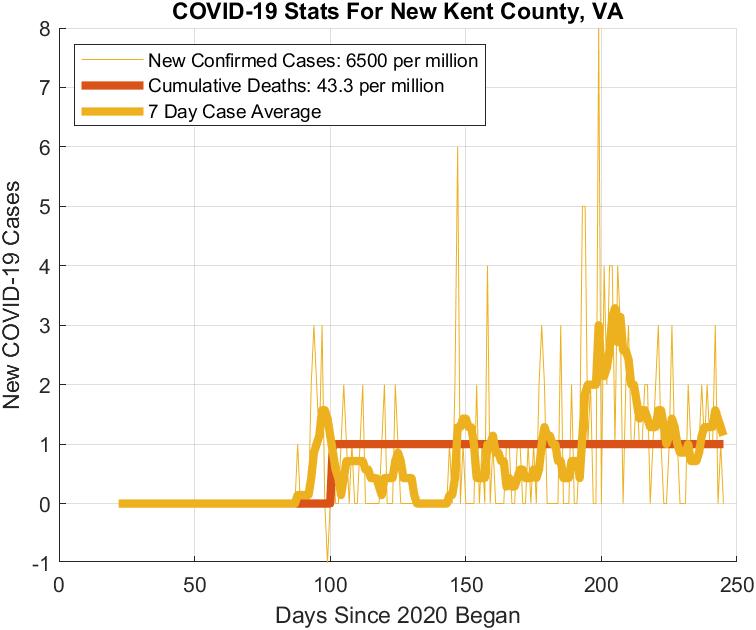 COVID-19 Stats For New Kent County, VA
New Confirmed Cases: 6500 per million
Cumulative Deaths: 43.3 per million
7 Day Case Average
New COVID-19 Cases
8
7
6
5
4
3
2
1
0
-1
0 50 100 150 200 250
Days Since 2020 Began